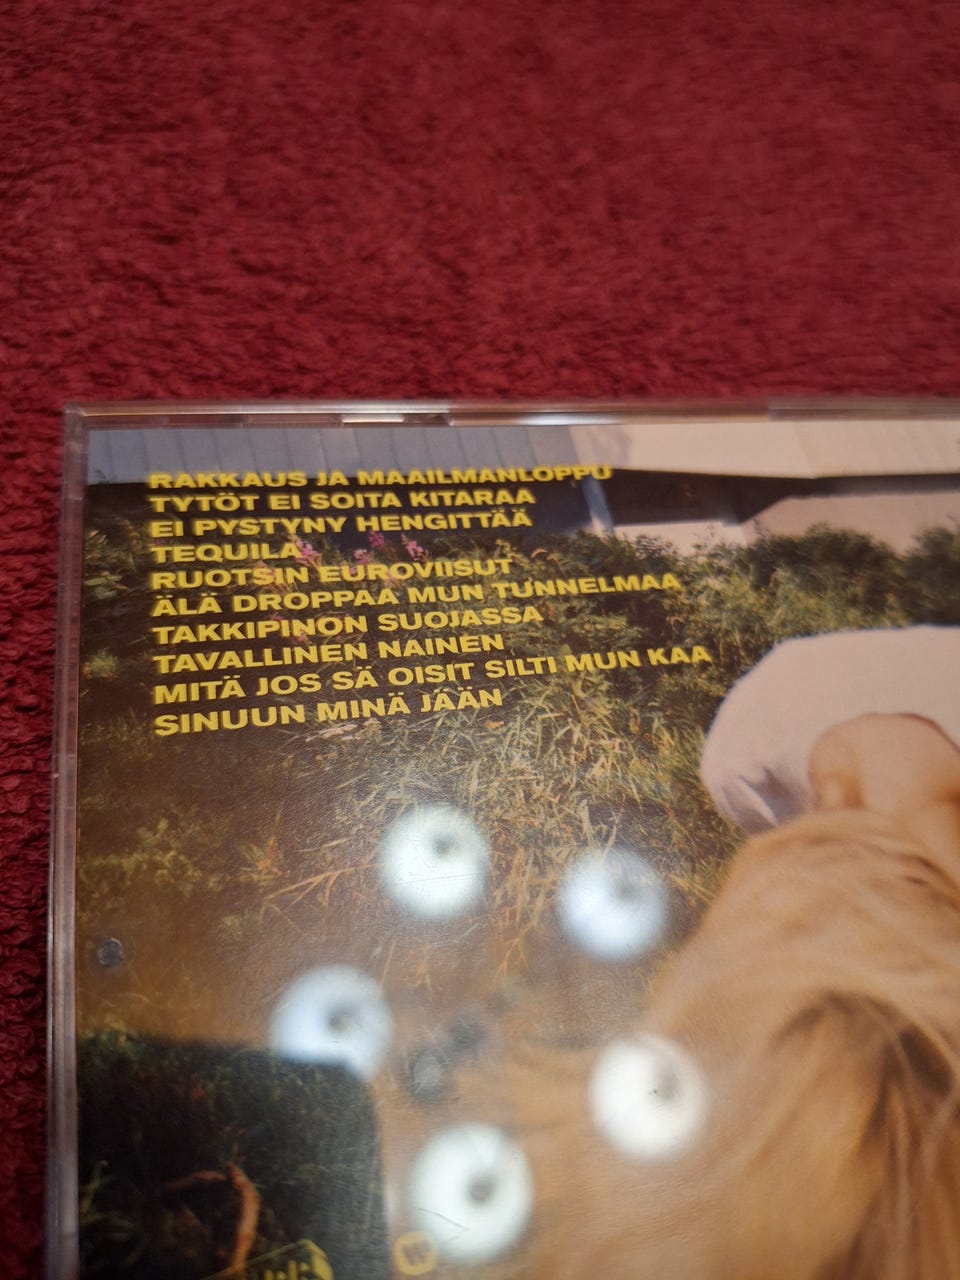 RAKKAUS JA MAAILMANLOPPU
TYTÖT EI SOITA KITARAA
EI PYSTYNY HENGITTÄÄ
TEQUILA
RUOTSIN EUROVIISUT
ÄLÄ DROPPAA MUN TUNNELMAA
TAKKIPINON SUOJASSA
TAVALLINEN NAINEN
MITÄ JOS SÄ OISIT SILTI MUN KAA
SINUUN MINÄ JÄÄN